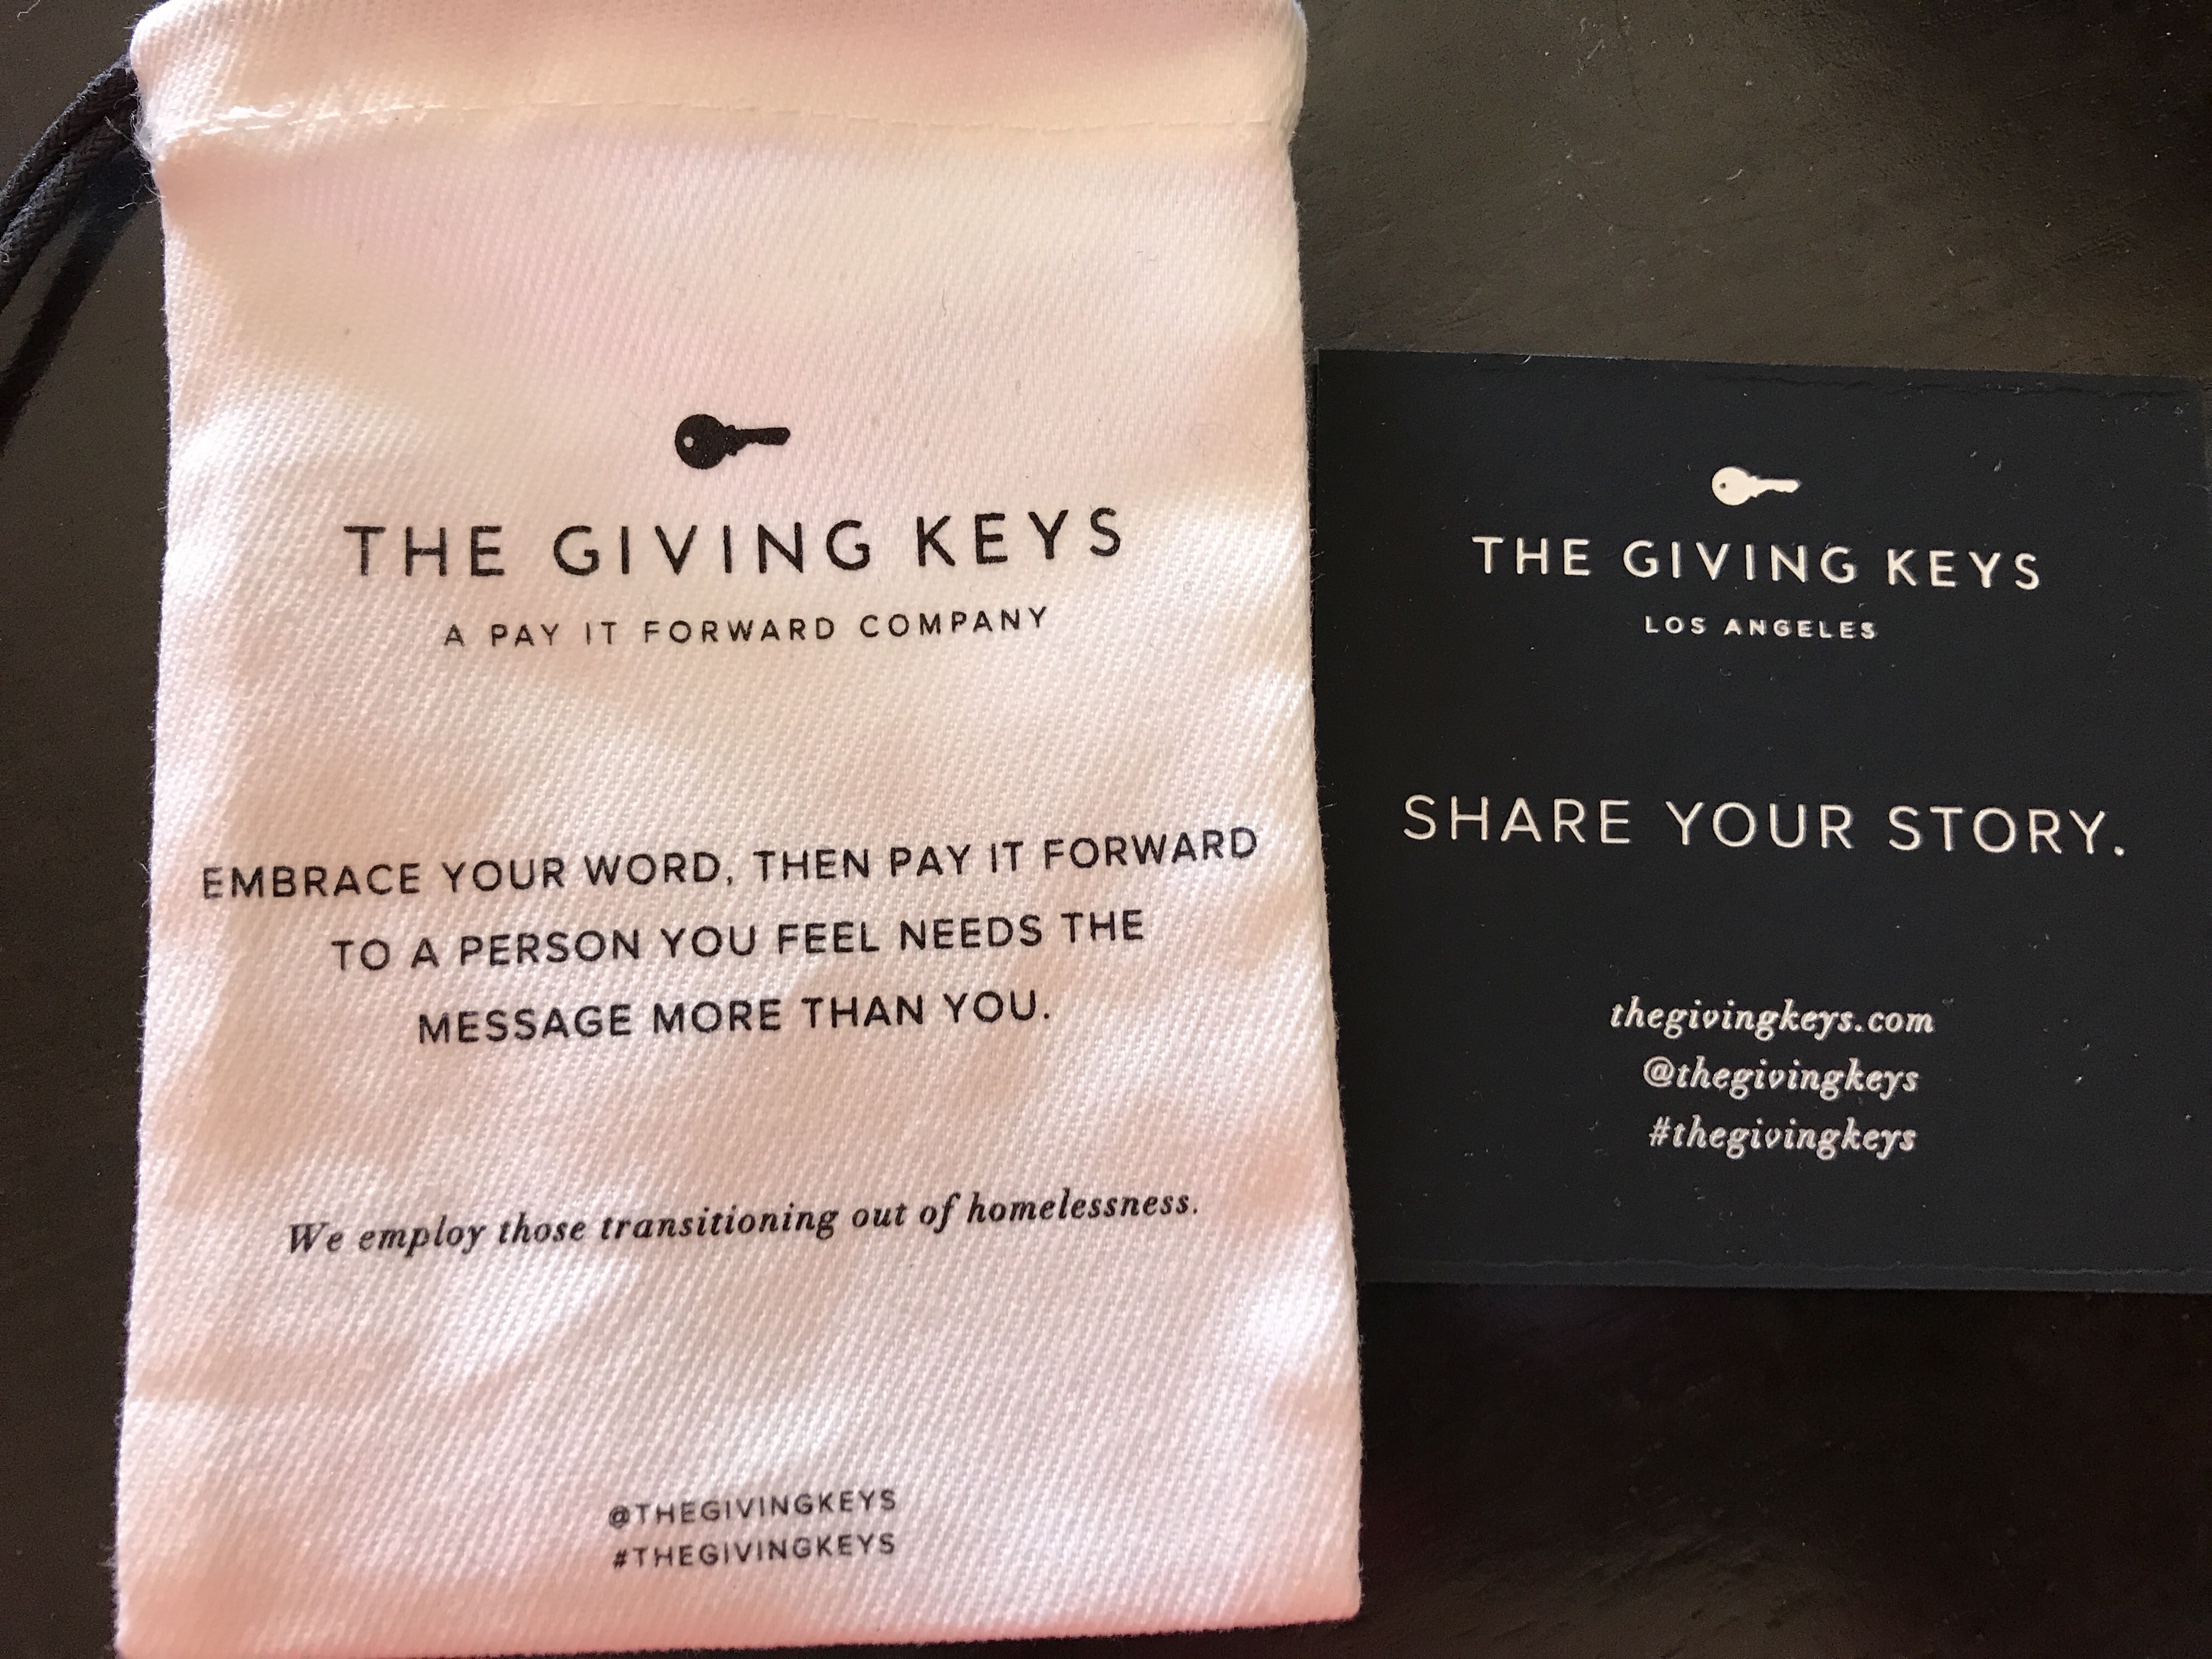 THE GIVING KEYS
A PAY IT FORWARD COMPANY
EMBRACE YOUR WORD, THEN PAY IT FORWARD
TO A PERSON YOU FEEL NEEDS THE
MESSAGE MORE THAN YOU.
We employ those transitioning out of homelessness.
@THEGIVINGKEYS
#THEGIVINGKEYS
THE GIVING KEYS
LOS ANGELES
SHARE YOUR STORY.
thegivingkeys.com
@thegivingkeys
#thegivingkeys